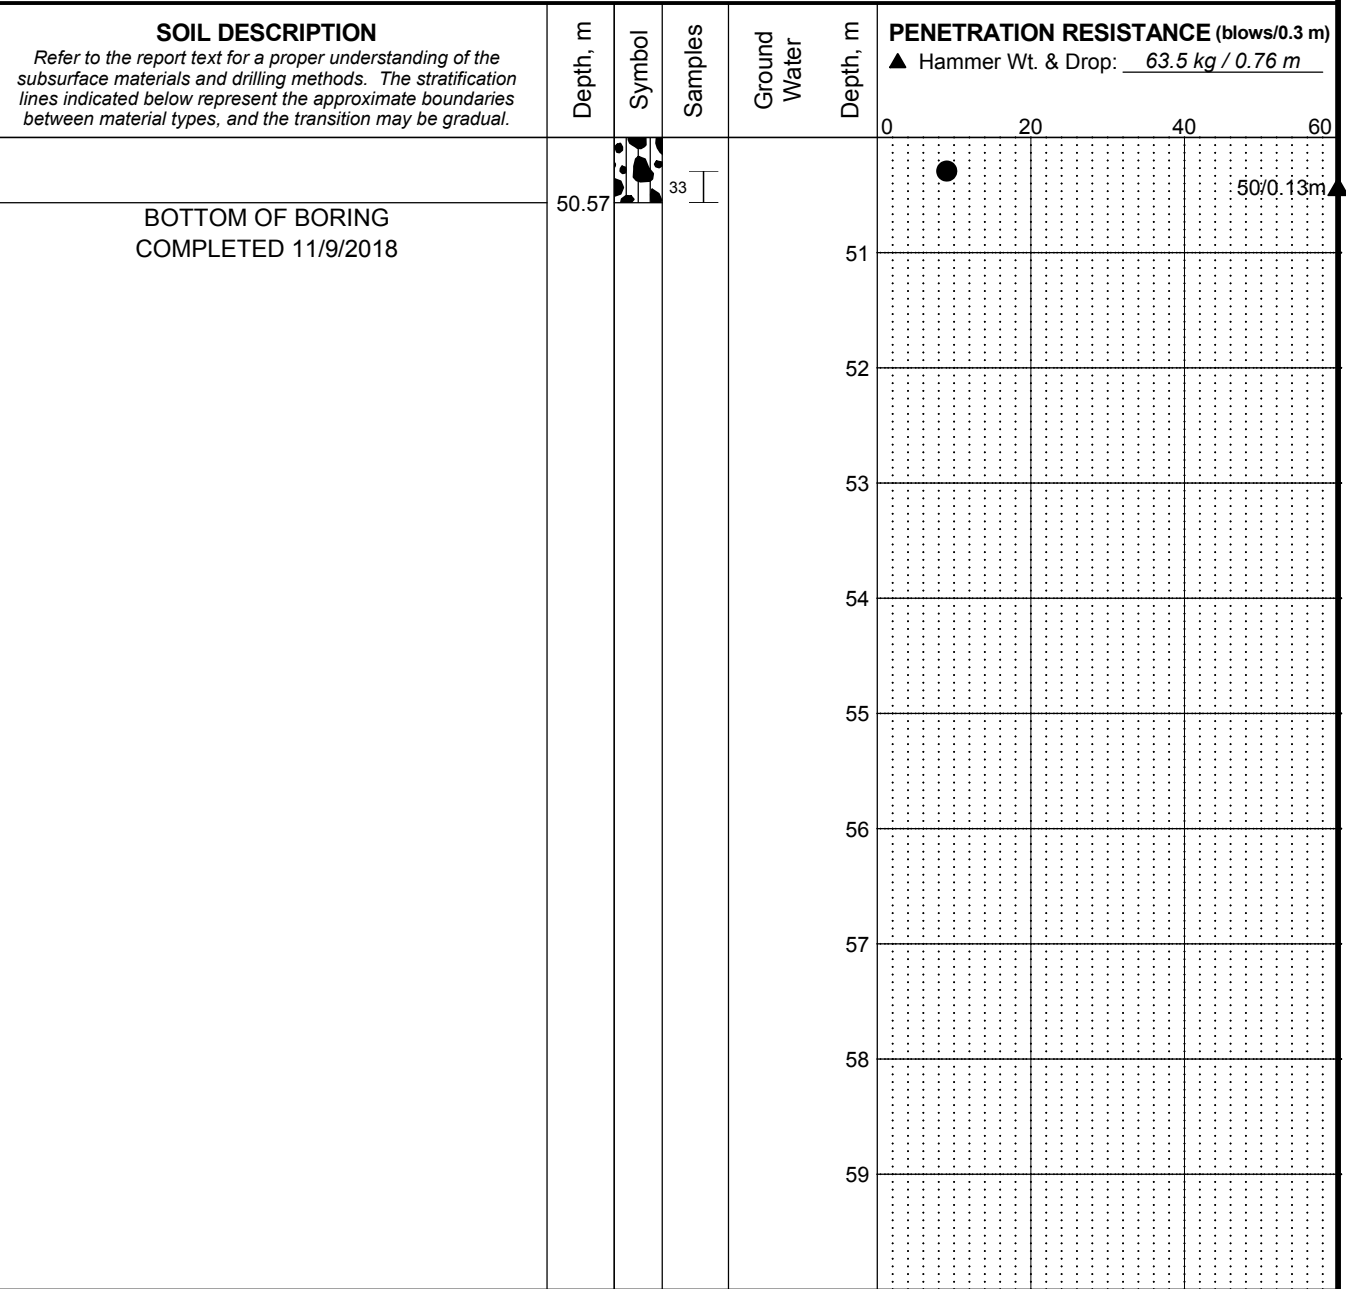 SOIL DESCRIPTION
Refer to the report text for a proper understanding of the
subsurface materials and drilling methods. The stratification
lines indicated below represent the approximate boundaries
between material types, and the transition may be gradual.
Depth, m
Symbol
Samples
Ground
Water
Depth, m
PENETRATION RESISTANCE (blows/0.3 m)
▲ Hammer Wt. & Drop: 63.5 kg / 0.76 m
0 20 40 60
33
50/0.13m
50.57
BOTTOM OF BORING
COMPLETED 11/9/2018
51
52
53
54
55
56
57
58
59